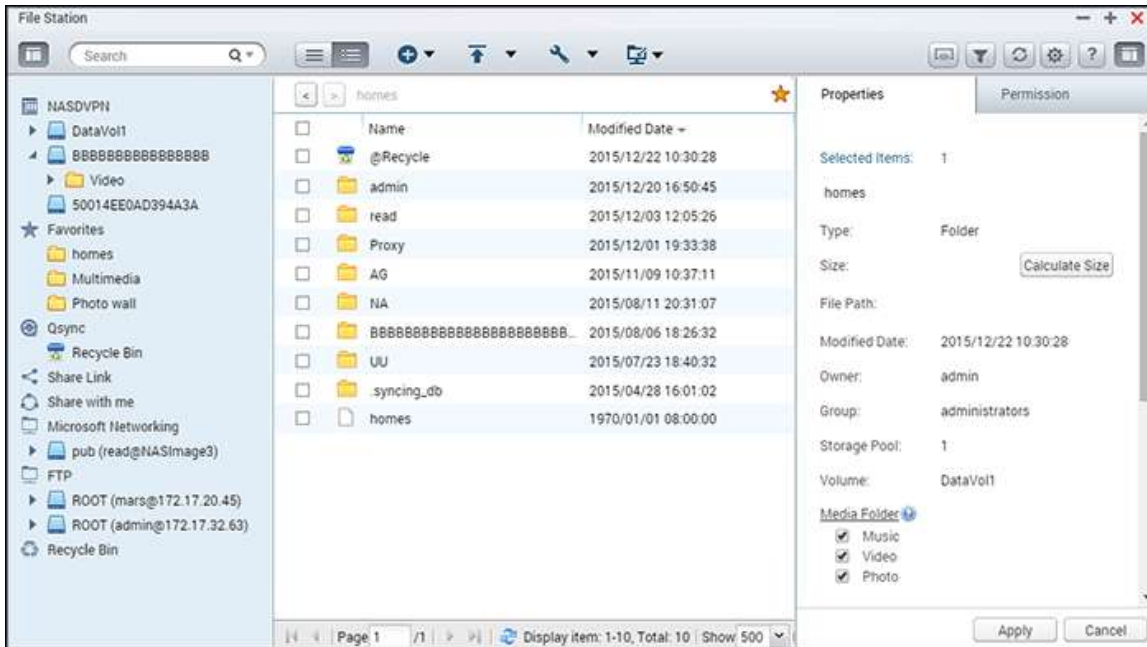 File Station
Search
NASDVPN
DataVol1
BBBBBBBBBBBBBBBB
Video
50014EE0AD394A3A
Favorites
homes
Multimedia
Photo wall
Qsync
Recycle Bin
Share Link
Share with me
Microsoft Networking
pub (read@NASImage3)
FTP
ROOT (mars@172.17.20.45)
ROOT (admin@172.17.32.63)
Recycle Bin
homes
Name Modified Date
@Recycle 2015/12/22 10:30:28
admin 2015/12/20 16:50:45
read 2015/12/03 12:05:26
Proxy 2015/12/01 19:33:38
AG 2015/11/09 10:37:11
NA 2015/08/11 20:31:07
BBBBBBBBBBBBBBBBBBBBBBBB... 2015/08/06 18:26:32
UU 2015/07/23 18:40:32
.syncing_db 2015/04/28 16:01:02
homes 1970/01/01 08:00:00
Page 1 /1 Display item: 1-10, Total: 10 Show 500
Properties Permission
Selected Items: 1
homes
Type: Folder
Size: Calculate Size
File Path:
Modified Date: 2015/12/22 10:30:28
Owner: admin
Group: administrators
Storage Pool: 1
Volume: DataVol1
Media Folder
Music
Video
Photo
Apply Cancel